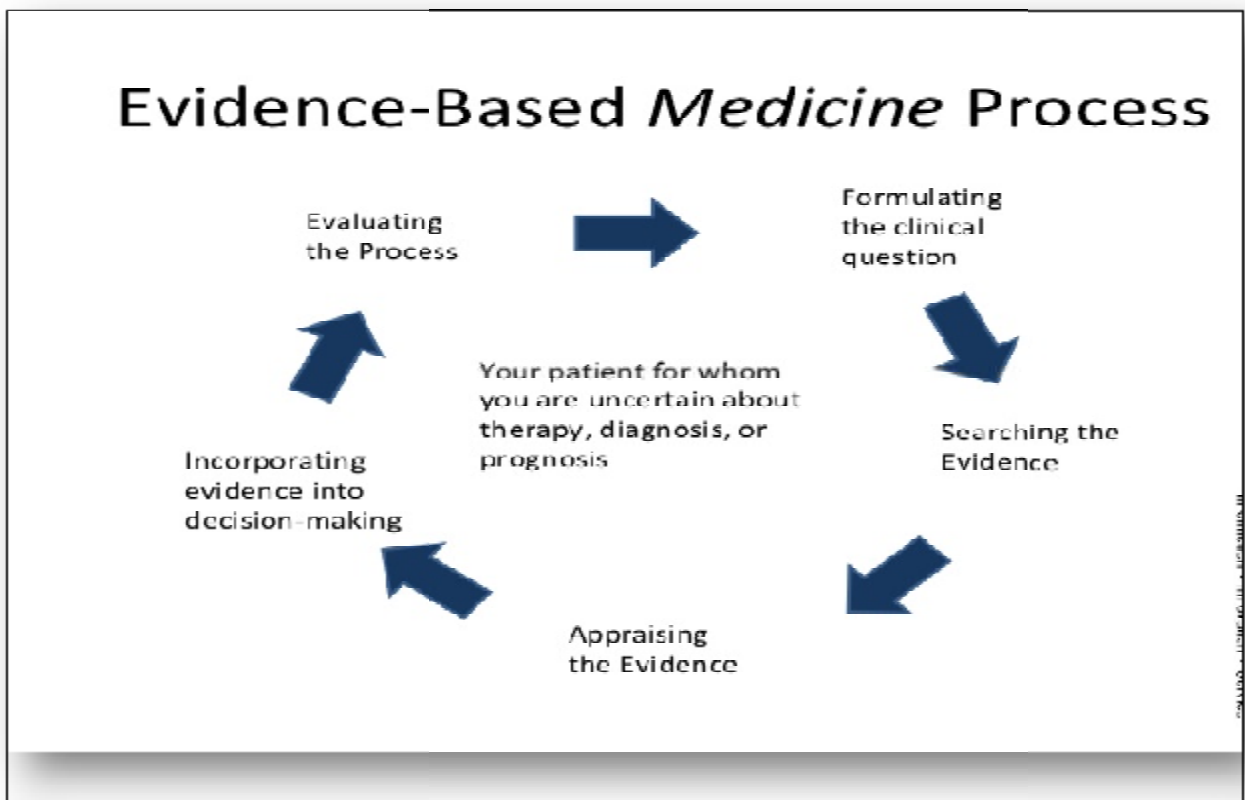 Evidence-Based Medicine Process
Evaluating
the Process
Formulating
the clinical
question
Your patient for whom
you are uncertain about
therapy, diagnosis, or
prognosis
Searching the
Evidence
Incorporating
evidence into
decision-making
Appraising
the Evidence